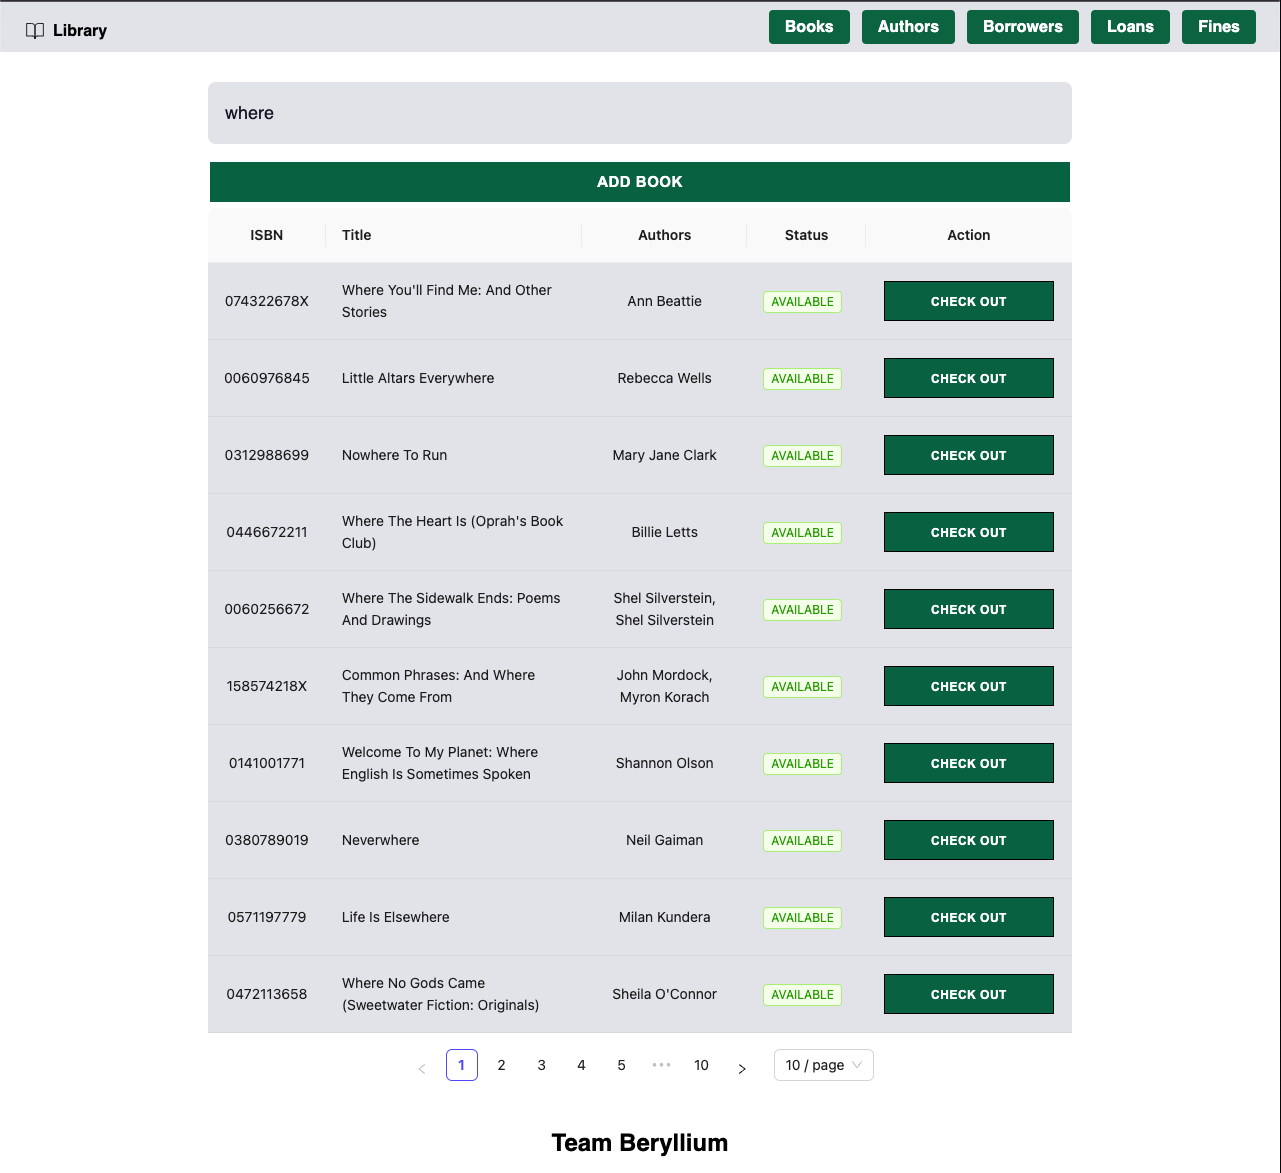 Library
Books Authors Borrowers Loans Fines
where
ADD BOOK
ISBN Title Authors Status Action
074322678X Where You'll Find Me: And Other Stories Ann Beattie AVAILABLE CHECK OUT
0060976845 Little Altars Everywhere Rebecca Wells AVAILABLE CHECK OUT
0312988699 Nowhere To Run Mary Jane Clark AVAILABLE CHECK OUT
0446672211 Where The Heart Is (Oprah's Book Club) Billie Letts AVAILABLE CHECK OUT
0060256672 Where The Sidewalk Ends: Poems And Drawings Shel Silverstein, Shel Silverstein AVAILABLE CHECK OUT
158574218X Common Phrases: And Where They Come From John Mordock, Myron Korach AVAILABLE CHECK OUT
0141001771 Welcome To My Planet: Where English Is Sometimes Spoken Shannon Olson AVAILABLE CHECK OUT
0380789019 Neverwhere Neil Gaiman AVAILABLE CHECK OUT
0571197779 Life Is Elsewhere Milan Kundera AVAILABLE CHECK OUT
0472113658 Where No Gods Came (Sweetwater Fiction: Originals) Sheila O'Connor AVAILABLE CHECK OUT
< 1 2 3 4 5 ••• 10 > 10 / page
Team Beryllium